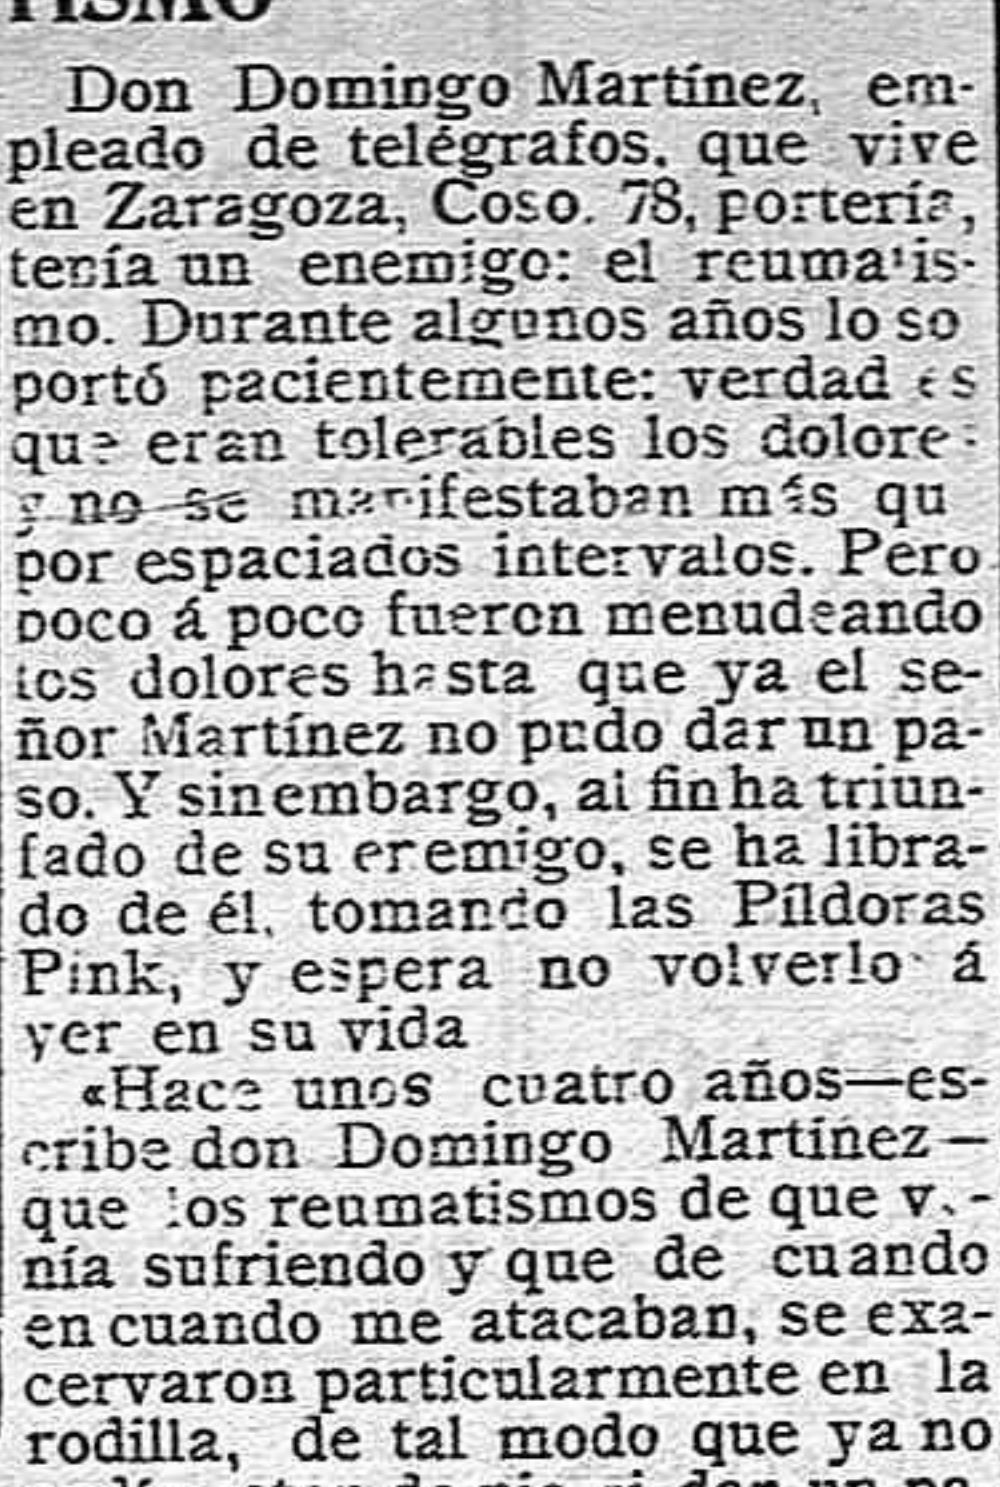 Don Domingo Martínez, em-
pleado de telégrafos, que vive
en Zaragoza, Coso. 78, portería,
tenía un enemigo: el reumatis-
mo. Durante algunos años lo so
portó pacientemente: verdad es
que eran tolerables los dolores
y no se manifestaban más qu
por espaciados intervalos. Pero
poco á poco fueron menudeando
los dolores hasta que ya el se-
ñor Martínez no pudo dar un pa-
so. Y sin embargo, al fin ha triun-
fado de su enemigo, se ha libra-
do de él, tomando las Píldoras
Pink, y espera no volverlo á
ver en su vida
«Hace unos cuatro años—es-
cribe don Domingo Martínez—
que los reumatismos de que ve-
nía sufriendo y que de cuando
en cuando me atacaban, se exa-
cervaron particularmente en la
rodilla, de tal modo que ya no